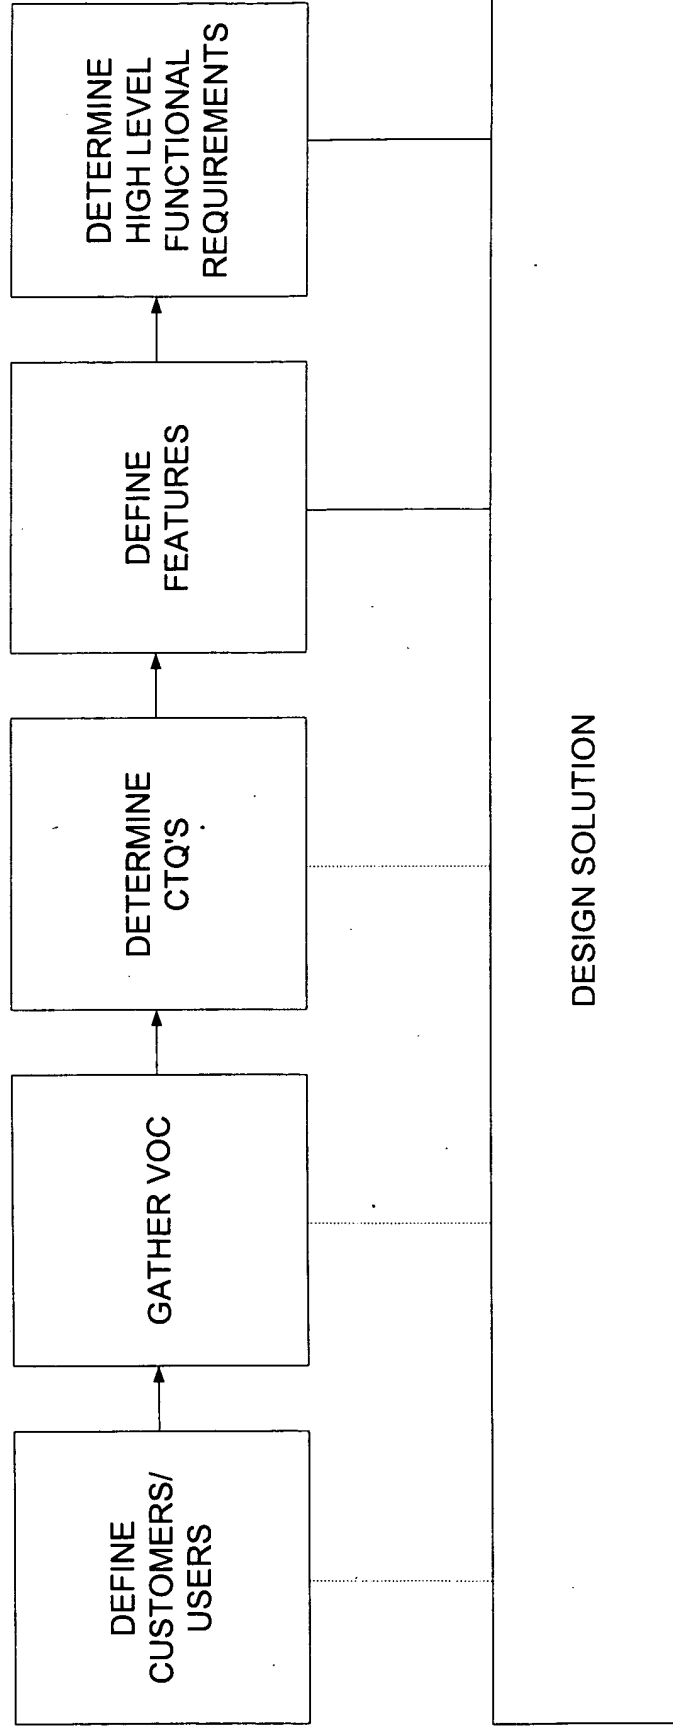 DEFINE
CUSTOMERS/
USERS
GATHER VOC
DETERMINE
CTQ'S
DEFINE
FEATURES
DETERMINE
HIGH LEVEL
FUNCTIONAL
REQUIREMENTS
DESIGN SOLUTION